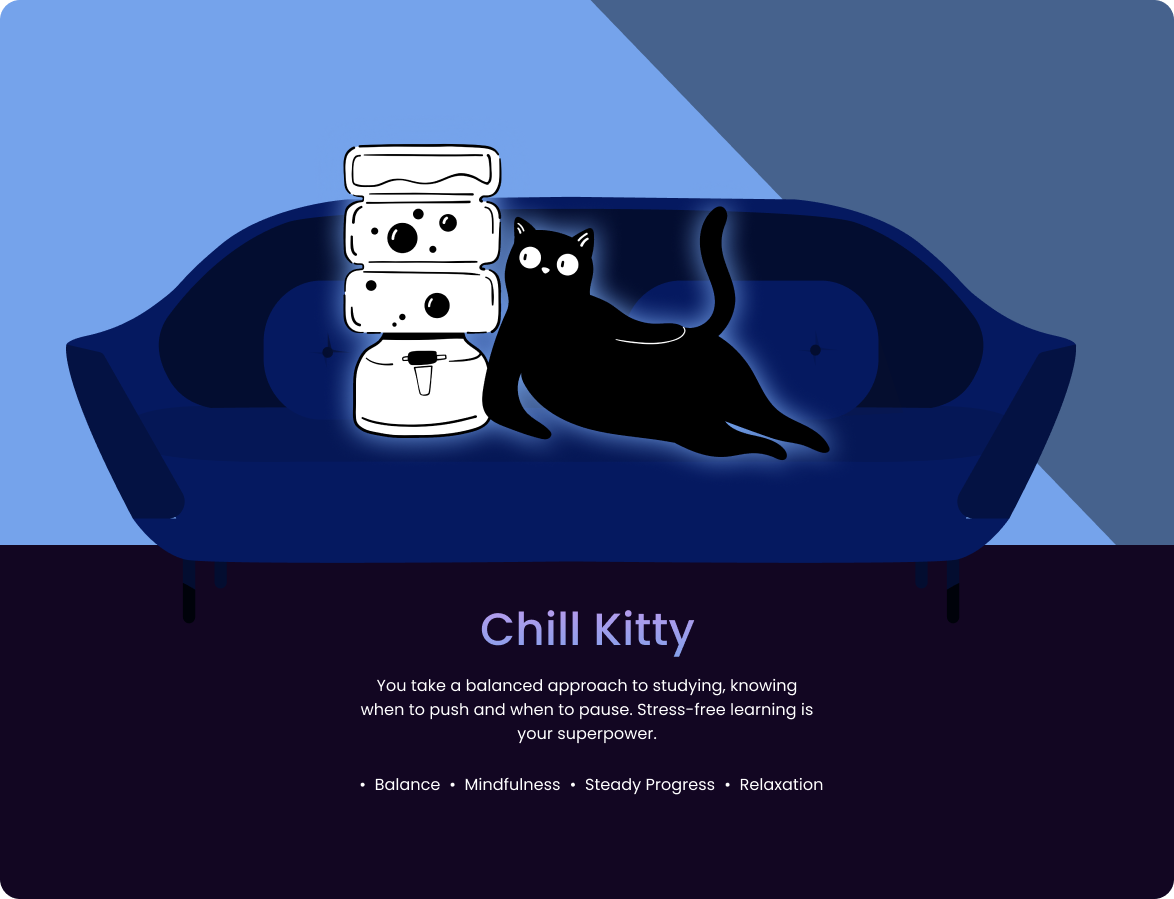 Chill Kitty
You take a balanced approach to studying, knowing
when to push and when to pause. Stress-free learning is
your superpower.
• Balance • Mindfulness • Steady Progress • Relaxation